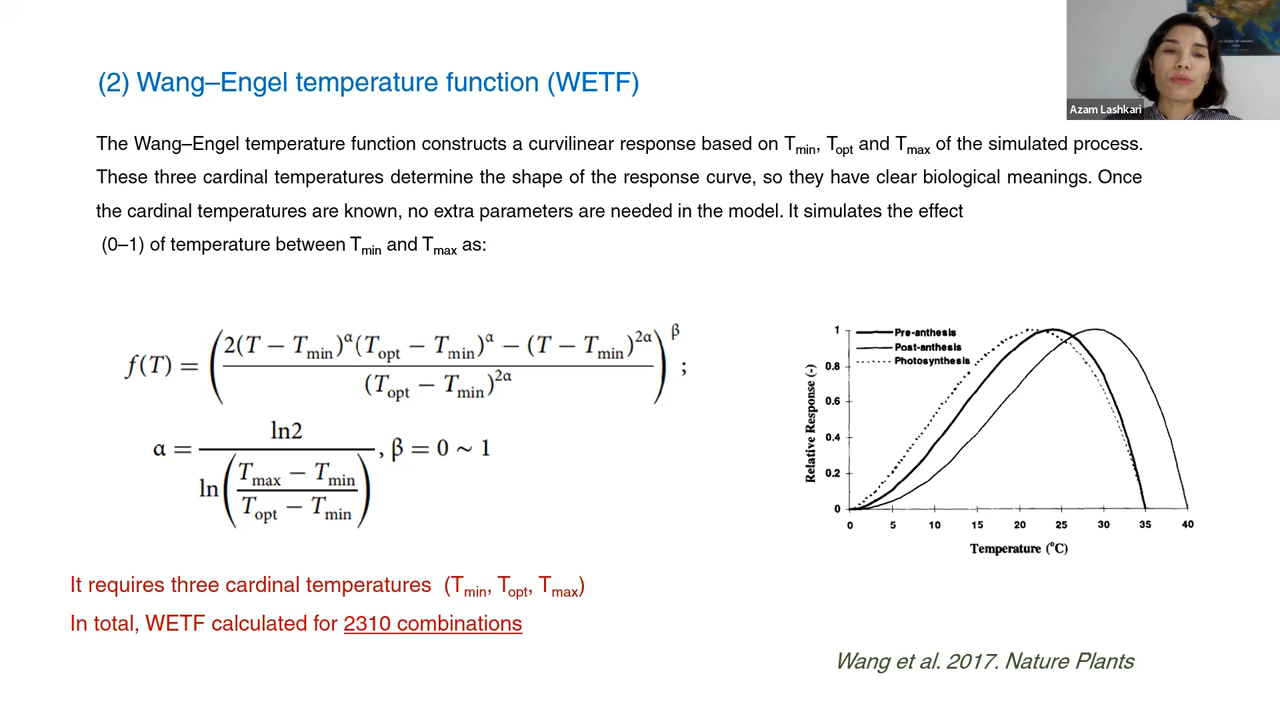 Azam Lashkari
(2) Wang–Engel temperature function (WETF)
The Wang–Engel temperature function constructs a curvilinear response based on Tmin, Topt and Tmax of the simulated process.
These three cardinal temperatures determine the shape of the response curve, so they have clear biological meanings. Once
the cardinal temperatures are known, no extra parameters are needed in the model. It simulates the effect
(0–1) of temperature between Tmin and Tmax as:
f(T) = ( (2(T − Tmin)^α (Topt − Tmin)^α − (T − Tmin)^2α) / (Topt − Tmin)^2α )^β ;
α = ln2 / ln( (Tmax − Tmin) / (Topt − Tmin) ), β = 0 ~ 1
Pre-anthesis
Post-anthesis
Photosynthesis
Relative Response (-)
1
0.8
0.6
0.4
0.2
0
0 5 10 15 20 25 30 35 40
Temperature (°C)
It requires three cardinal temperatures (Tmin, Topt, Tmax)
In total, WETF calculated for 2310 combinations
Wang et al. 2017. Nature Plants